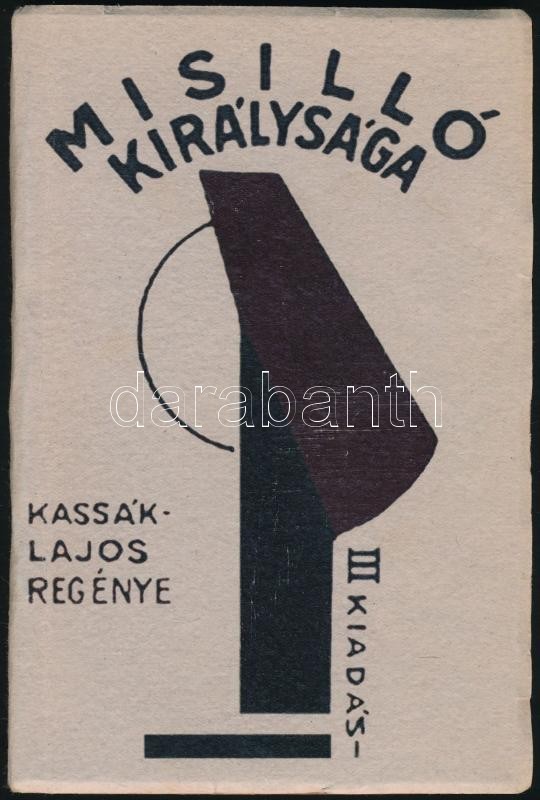 MISILLÓ
KIRÁLYSÁGA
KASSÁK-
LAJOS
REGÉNYE
III KIADÁS-
darabanth